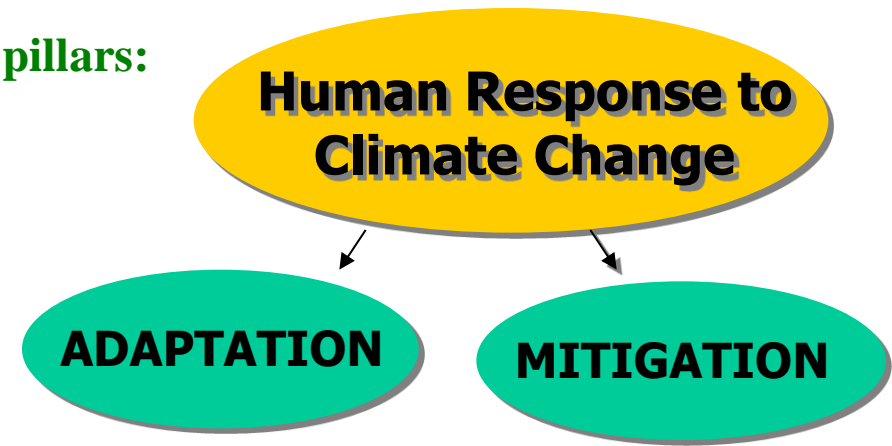 pillars:
Human Response to
Climate Change
ADAPTATION
MITIGATION